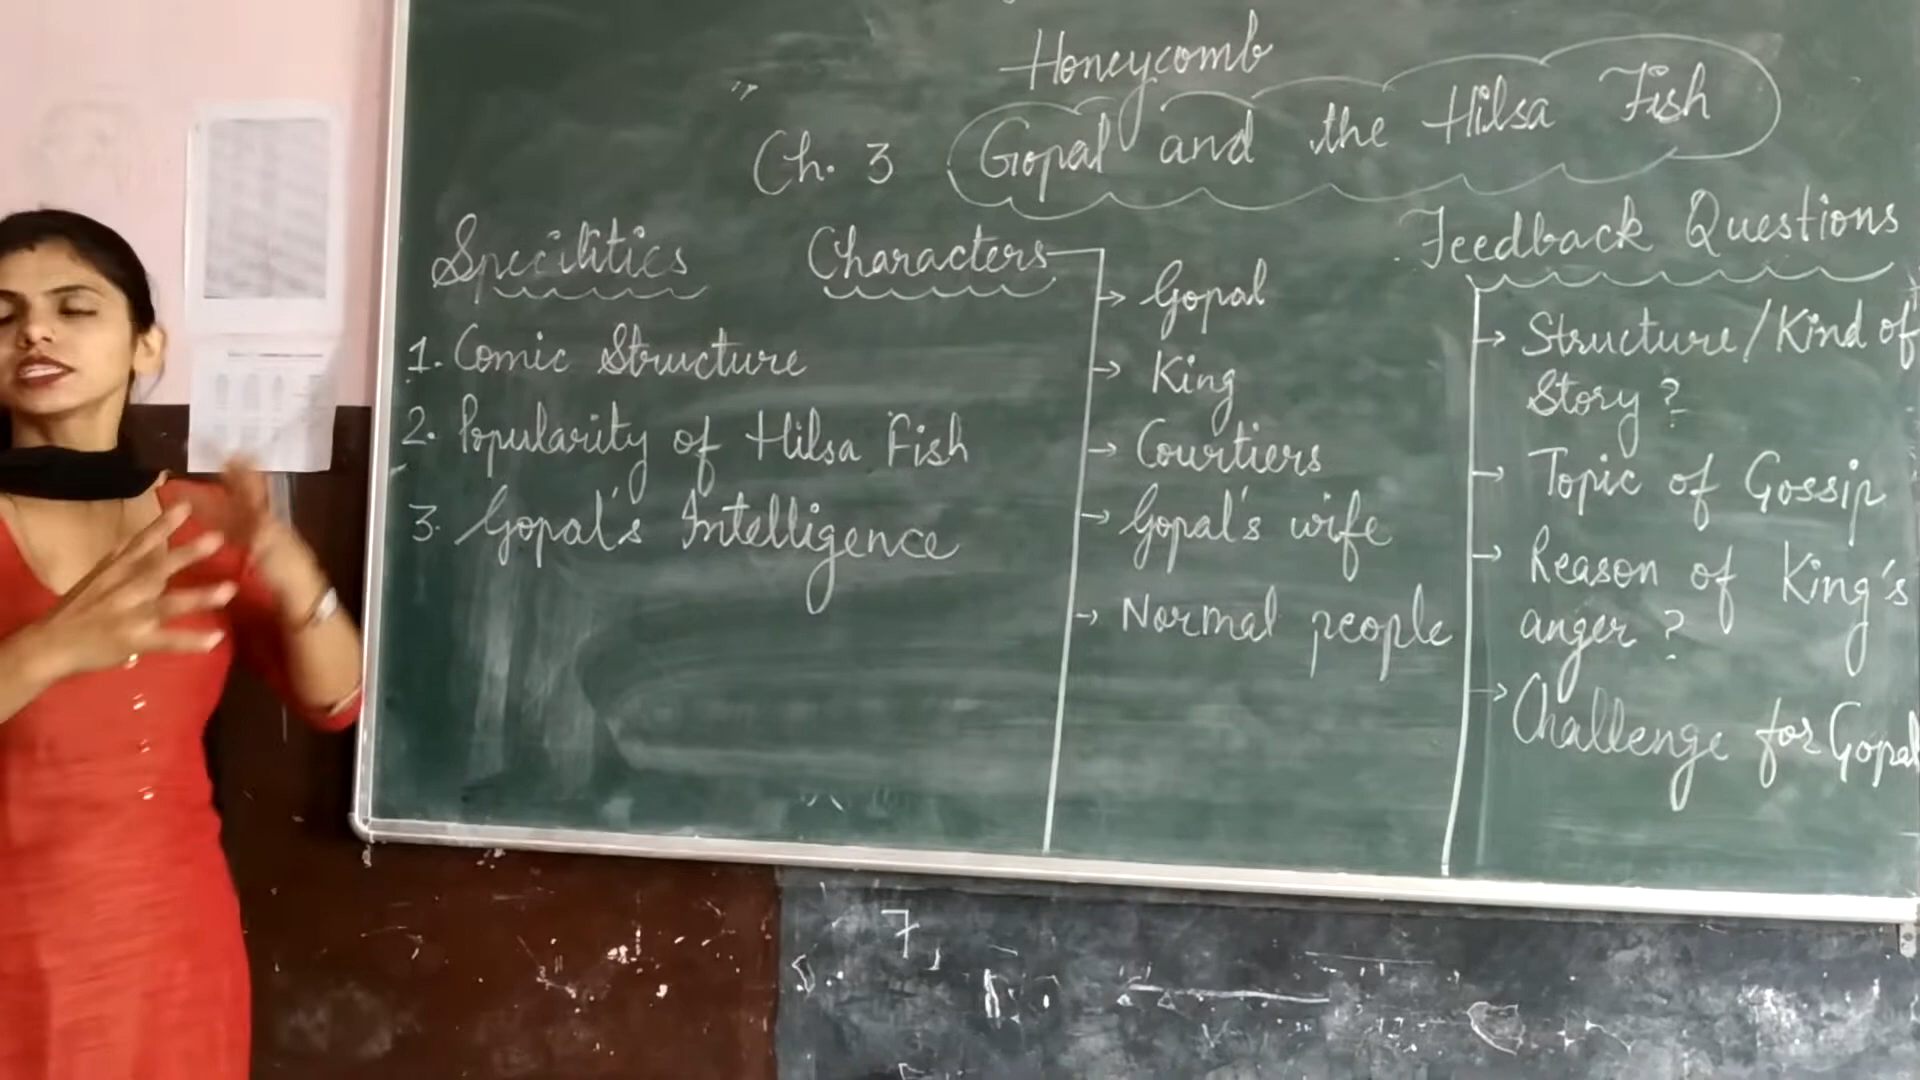 Honeycomb
Ch. 3 Gopal and the Hilsa Fish
Specilitics
1. Comic Structure
2. Popularity of Hilsa Fish
3. Gopal's Intelligence
Characters
→ Gopal
→ King
→ Courtiers
→ Gopal's wife
→ Normal people
Feedback Questions
→ Structure/Kind of
Story?
→ Topic of Gossip
→ Reason of King's
anger?
→ Challenge for Gopal
7